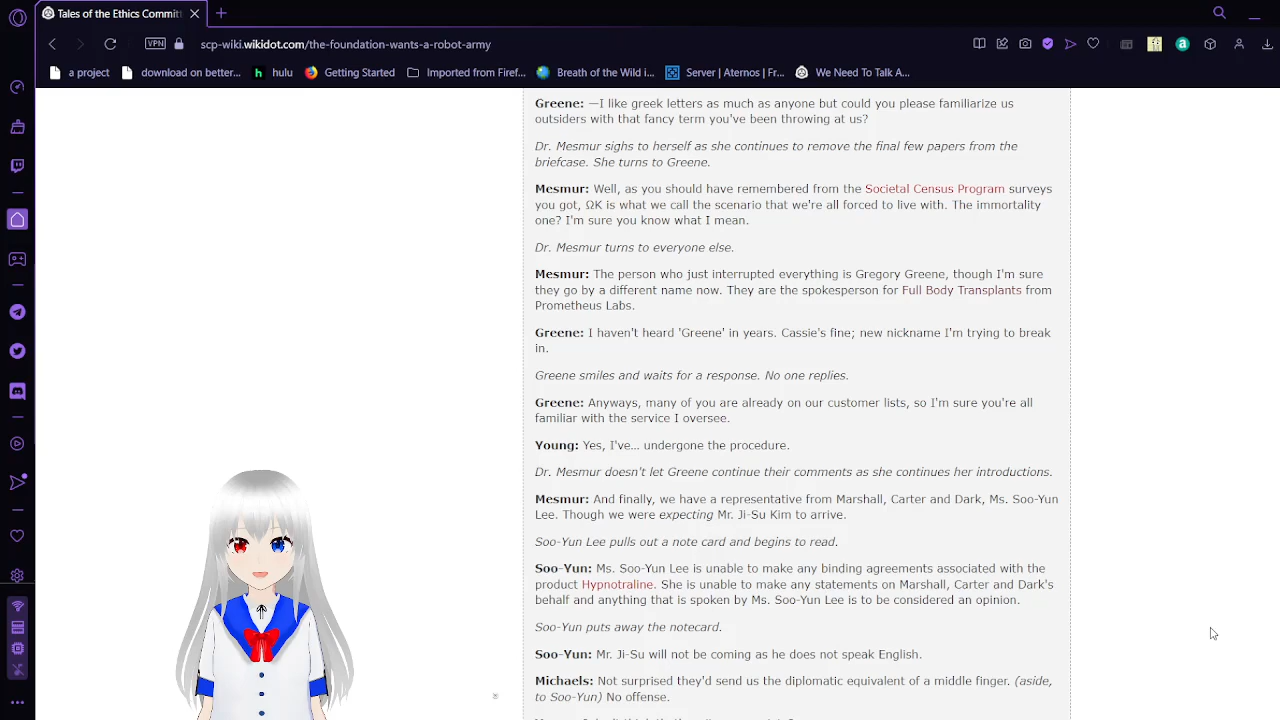 Tales of the Ethics Committ
VPN
scp-wiki.wikidot.com/the-foundation-wants-a-robot-army
a project
download on better...
h hulu
Getting Started
Imported from Firef...
Breath of the Wild i...
Server | Aternos | Fr...
We Need To Talk A...
Greene: —I like greek letters as much as anyone but could you please familiarize us
outsiders with that fancy term you've been throwing at us?
Dr. Mesmur sighs to herself as she continues to remove the final few papers from the
briefcase. She turns to Greene.
Mesmur: Well, as you should have remembered from the Societal Census Program surveys
you got, ΩK is what we call the scenario that we're all forced to live with. The immortality
one? I'm sure you know what I mean.
Dr. Mesmur turns to everyone else.
Mesmur: The person who just interrupted everything is Gregory Greene, though I'm sure
they go by a different name now. They are the spokesperson for Full Body Transplants from
Prometheus Labs.
Greene: I haven't heard 'Greene' in years. Cassie's fine; new nickname I'm trying to break
in.
Greene smiles and waits for a response. No one replies.
Greene: Anyways, many of you are already on our customer lists, so I'm sure you're all
familiar with the service I oversee.
Young: Yes, I've... undergone the procedure.
Dr. Mesmur doesn't let Greene continue their comments as she continues her introductions.
Mesmur: And finally, we have a representative from Marshall, Carter and Dark, Ms. Soo-Yun
Lee. Though we were expecting Mr. Ji-Su Kim to arrive.
Soo-Yun Lee pulls out a note card and begins to read.
Soo-Yun: Ms. Soo-Yun Lee is unable to make any binding agreements associated with the
product Hypnotraline. She is unable to make any statements on Marshall, Carter and Dark's
behalf and anything that is spoken by Ms. Soo-Yun Lee is to be considered an opinion.
Soo-Yun puts away the notecard.
Soo-Yun: Mr. Ji-Su will not be coming as he does not speak English.
Michaels: Not surprised they'd send us the diplomatic equivalent of a middle finger. (aside,
to Soo-Yun) No offense.